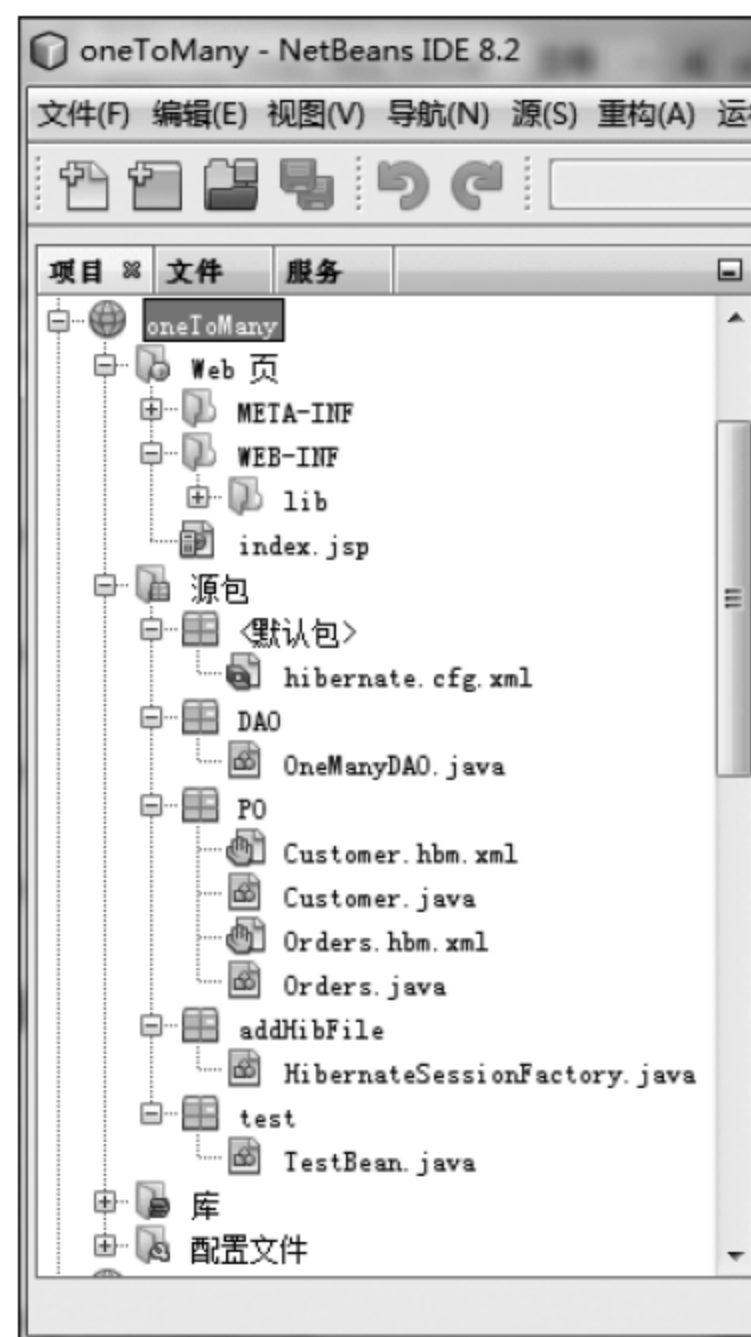 oneToMany - NetBeans IDE 8.2
文件(F) 编辑(E) 视图(V) 导航(N) 源(S) 重构(A)
项目 文件 服务
oneToMany
Web 页
META-INF
WEB-INF
lib
index.jsp
源包
<默认包>
hibernate.cfg.xml
DAO
OneManyDAO.java
PO
Customer.hbm.xml
Customer.java
Orders.hbm.xml
Orders.java
addHibFile
HibernateSessionFactory.java
test
TestBean.java
库
配置文件